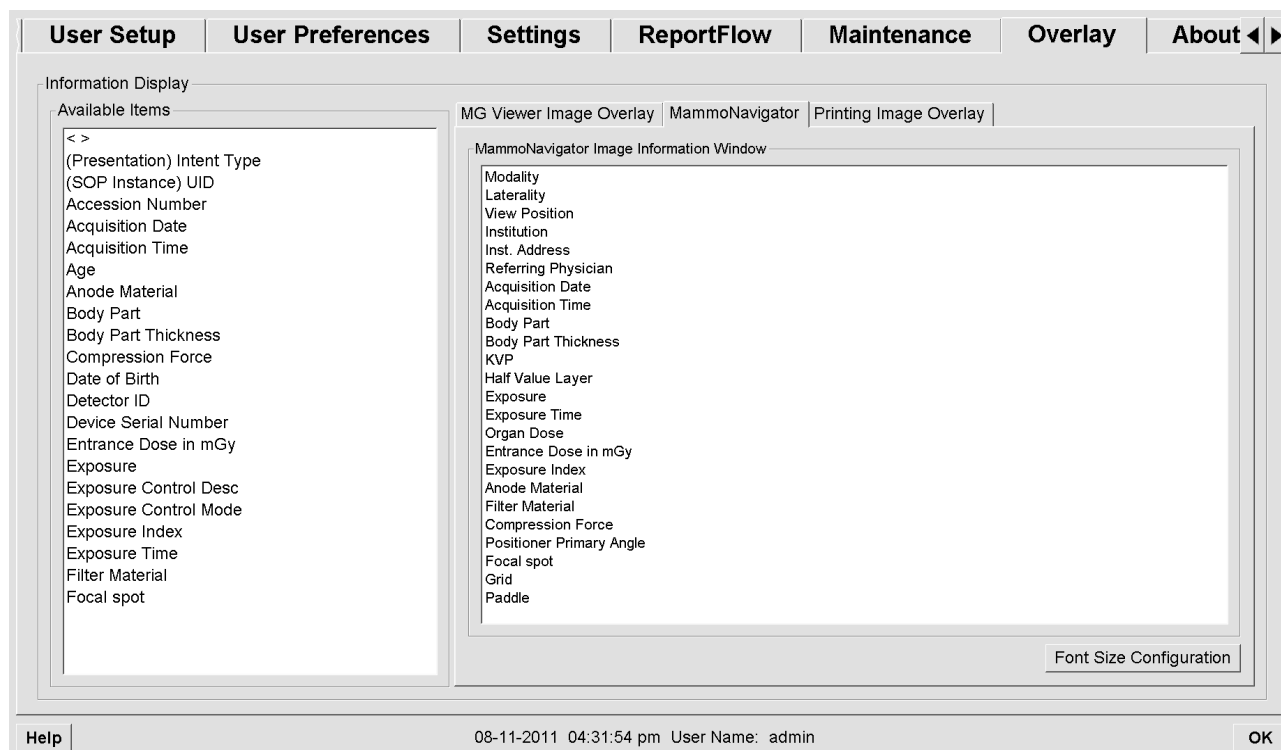 User Setup User Preferences Settings ReportFlow Maintenance Overlay About
Information Display
Available Items
< >
(Presentation) Intent Type
(SOP Instance) UID
Accession Number
Acquisition Date
Acquisition Time
Age
Anode Material
Body Part
Body Part Thickness
Compression Force
Date of Birth
Detector ID
Device Serial Number
Entrance Dose in mGy
Exposure
Exposure Control Desc
Exposure Control Mode
Exposure Index
Exposure Time
Filter Material
Focal spot
MG Viewer Image Overlay MammoNavigator Printing Image Overlay
MammoNavigator Image Information Window
Modality
Laterality
View Position
Institution
Inst. Address
Referring Physician
Acquisition Date
Acquisition Time
Body Part
Body Part Thickness
KVP
Half Value Layer
Exposure
Exposure Time
Organ Dose
Entrance Dose in mGy
Exposure Index
Anode Material
Filter Material
Compression Force
Positioner Primary Angle
Focal spot
Grid
Paddle
Font Size Configuration
Help 08-11-2011 04:31:54 pm User Name: admin OK